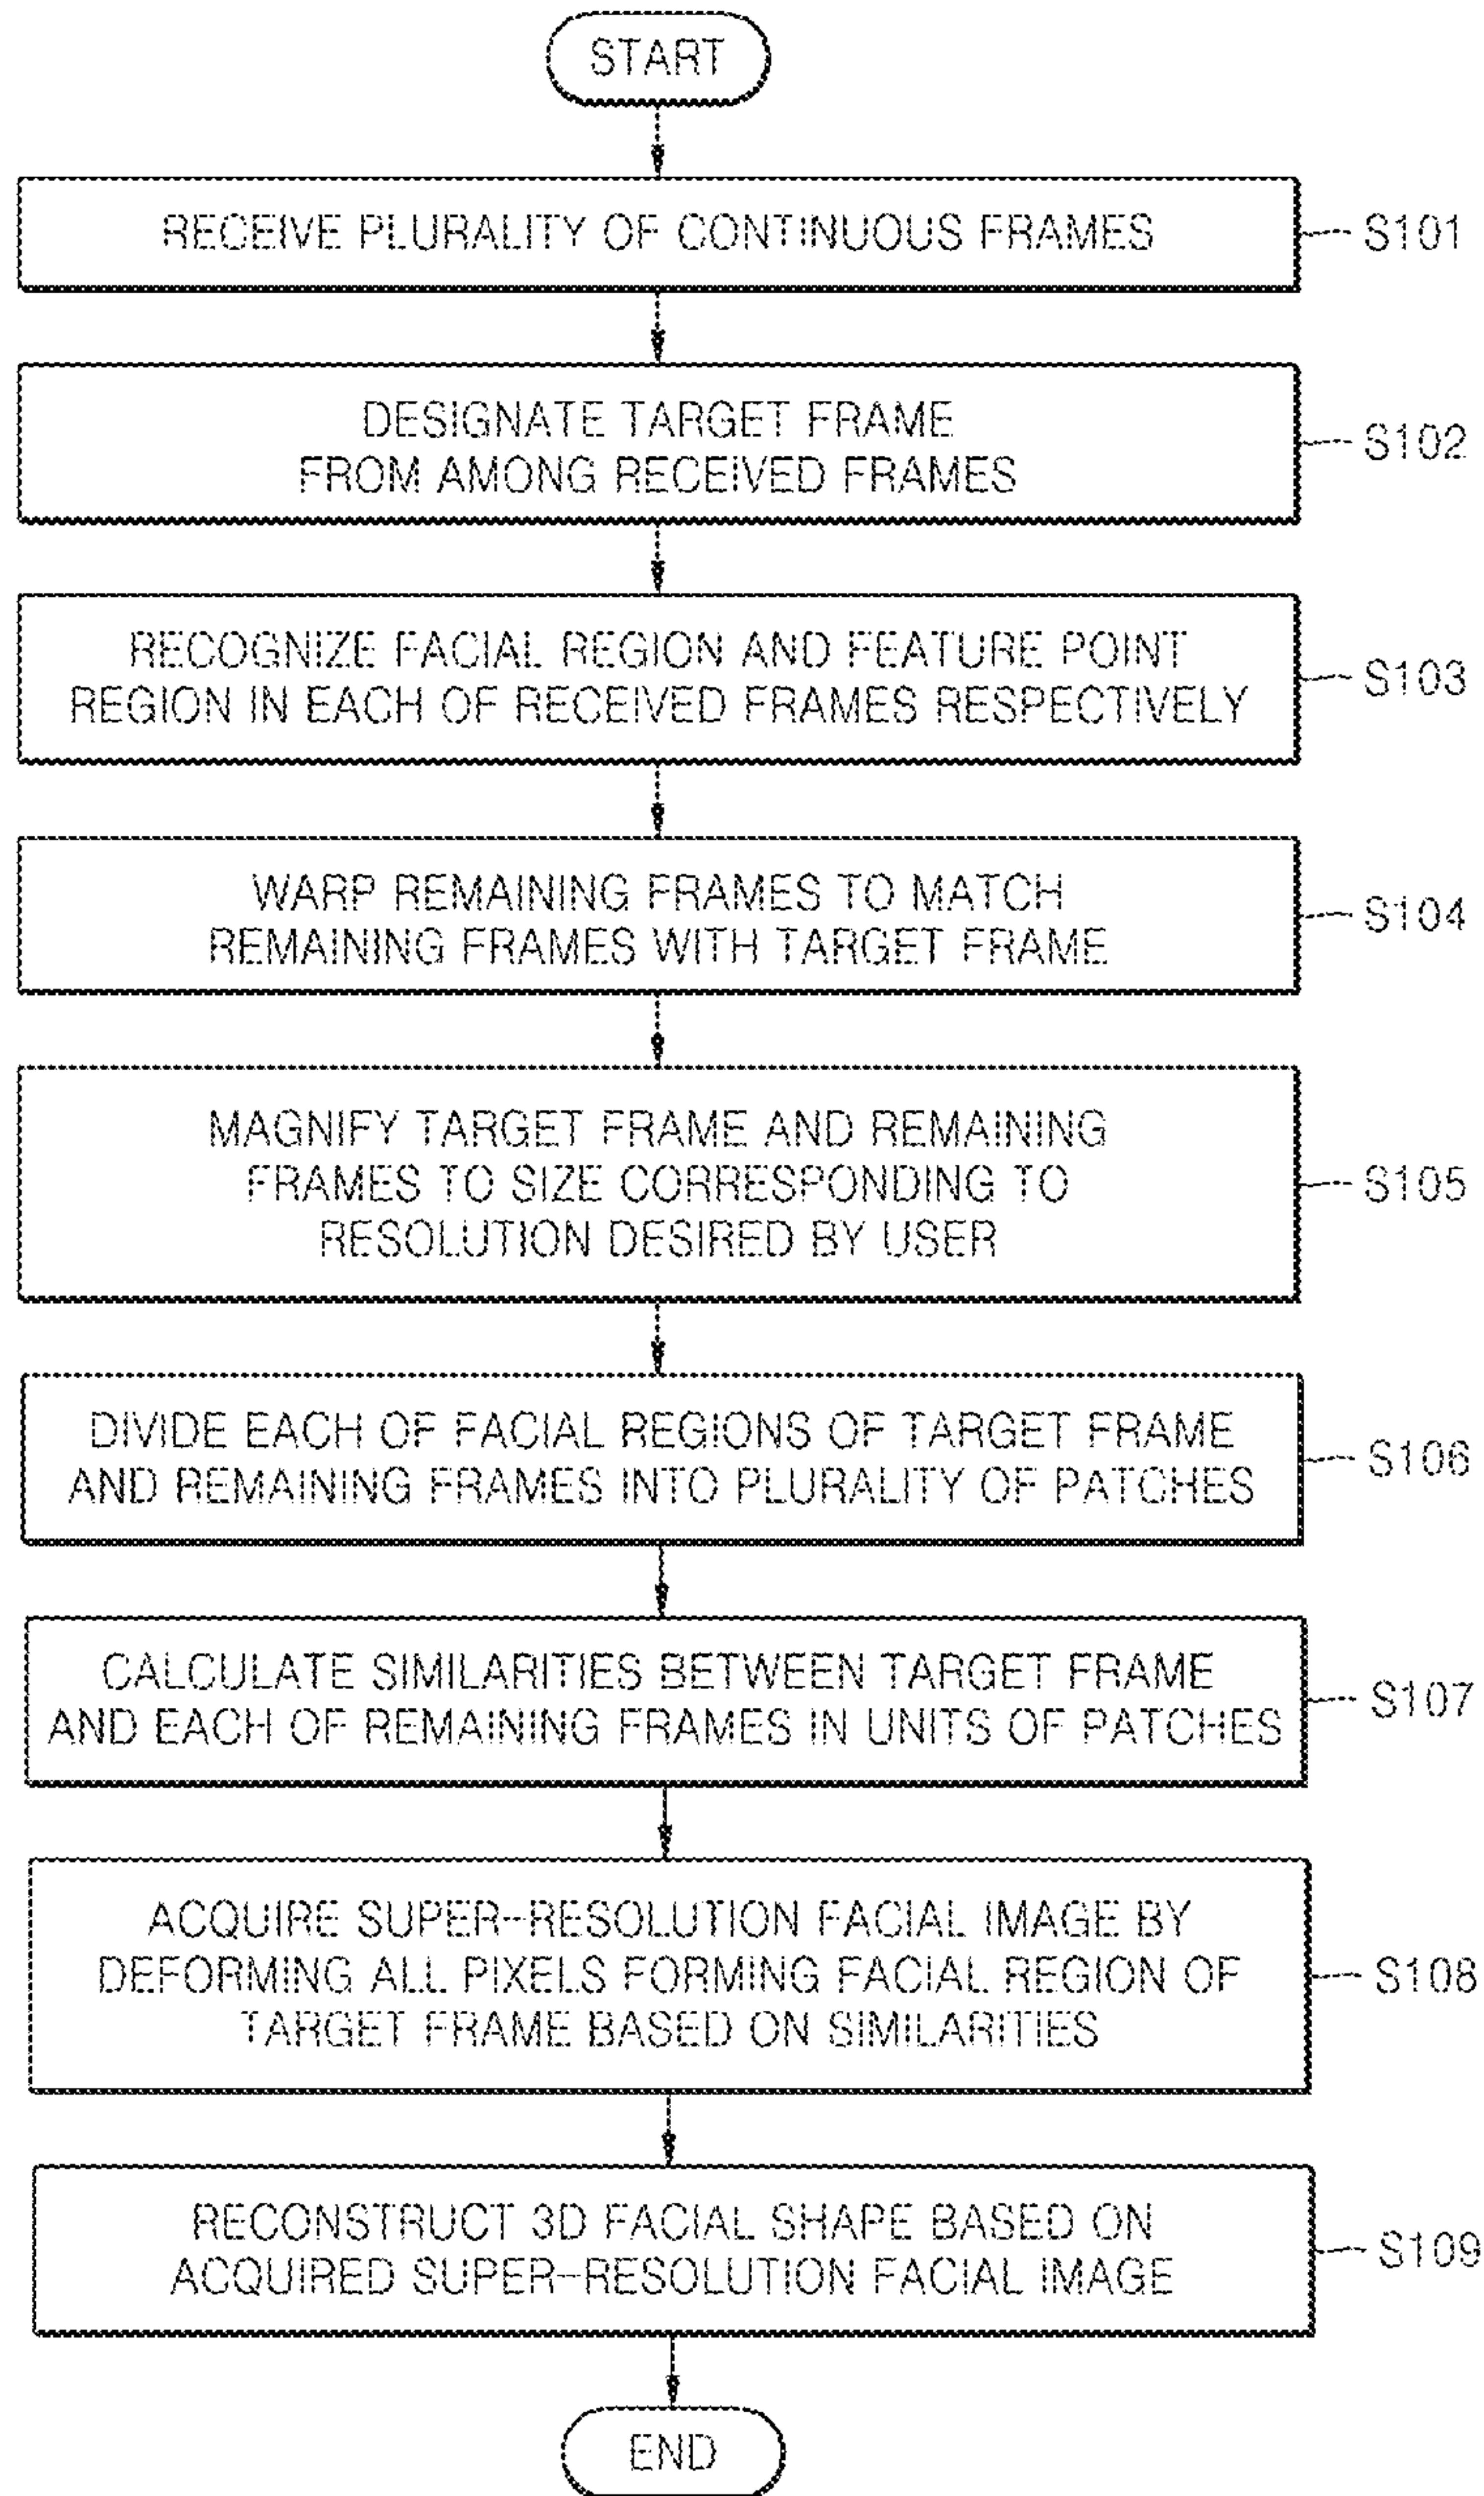 START
RECEIVE PLURALITY OF CONTINUOUS FRAMES
S101
DESIGNATE TARGET FRAME
FROM AMONG RECEIVED FRAMES
S102
RECOGNIZE FACIAL REGION AND FEATURE POINT
REGION IN EACH OF RECEIVED FRAMES RESPECTIVELY
S103
WARP REMAINING FRAMES TO MATCH
REMAINING FRAMES WITH TARGET FRAME
S104
MAGNIFY TARGET FRAME AND REMAINING
FRAMES TO SIZE CORRESPONDING TO
RESOLUTION DESIRED BY USER
S105
DIVIDE EACH OF FACIAL REGIONS OF TARGET FRAME
AND REMAINING FRAMES INTO PLURALITY OF PATCHES
S106
CALCULATE SIMILARITIES BETWEEN TARGET FRAME
AND EACH OF REMAINING FRAMES IN UNITS OF PATCHES
S107
ACQUIRE SUPER-RESOLUTION FACIAL IMAGE BY
DEFORMING ALL PIXELS FORMING FACIAL REGION OF
TARGET FRAME BASED ON SIMILARITIES
S108
RECONSTRUCT 3D FACIAL SHAPE BASED ON
ACQUIRED SUPER-RESOLUTION FACIAL IMAGE
S109
END